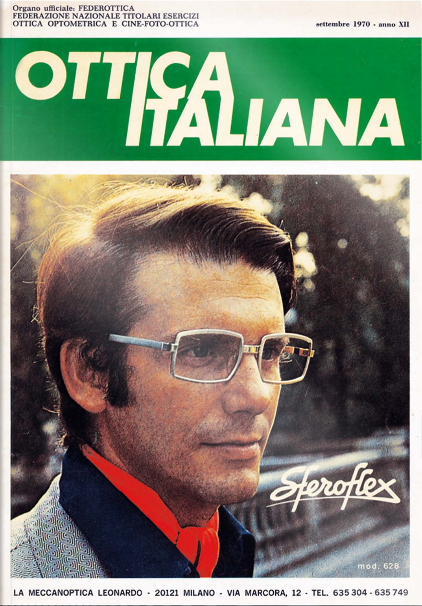 Organo ufficiale: FEDEROTTICA
FEDERAZIONE NAZIONALE TITOLARI ESERCIZI
OTTICA OPTOMETRICA E CINE-FOTO-OTTICA
settembre 1970 - anno XII
OTTICA
ITALIANA
Sferoflex
mod. 628
LA MECCANOPTICA LEONARDO - 20121 MILANO - VIA MARCORA, 12 - TEL. 635 304 - 635 749